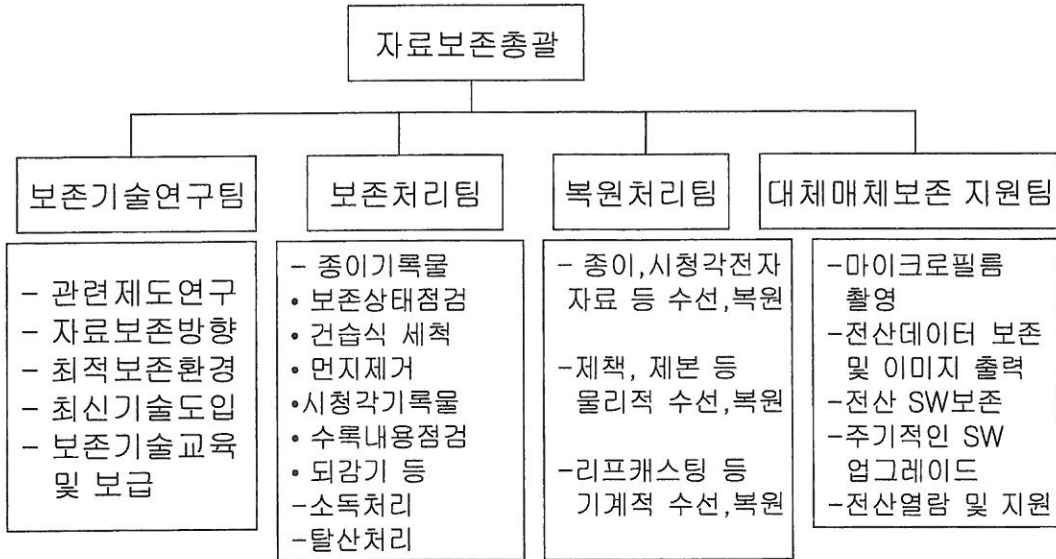 자료보존총괄
보존기술연구팀
- 관련제도연구
- 자료보존방향
- 최적보존환경
- 최신기술도입
- 보존기술교육
및 보급
보존처리팀
- 종이기록물
• 보존상태점검
• 건습식 세척
• 먼지제거
•시청각기록물
• 수록내용점검
• 되감기 등
-소독처리
-탈산처리
복원처리팀
- 종이,시청각전자
자료 등 수선,복원
-제책, 제본 등
물리적 수선,복원
-리프캐스팅 등
기계적 수선,복원
대체매체보존 지원팀
-마이크로필름
촬영
-전산데이터 보존
및 이미지 출력
-전산 SW보존
-주기적인 SW
업그레이드
-전산열람 및 지원